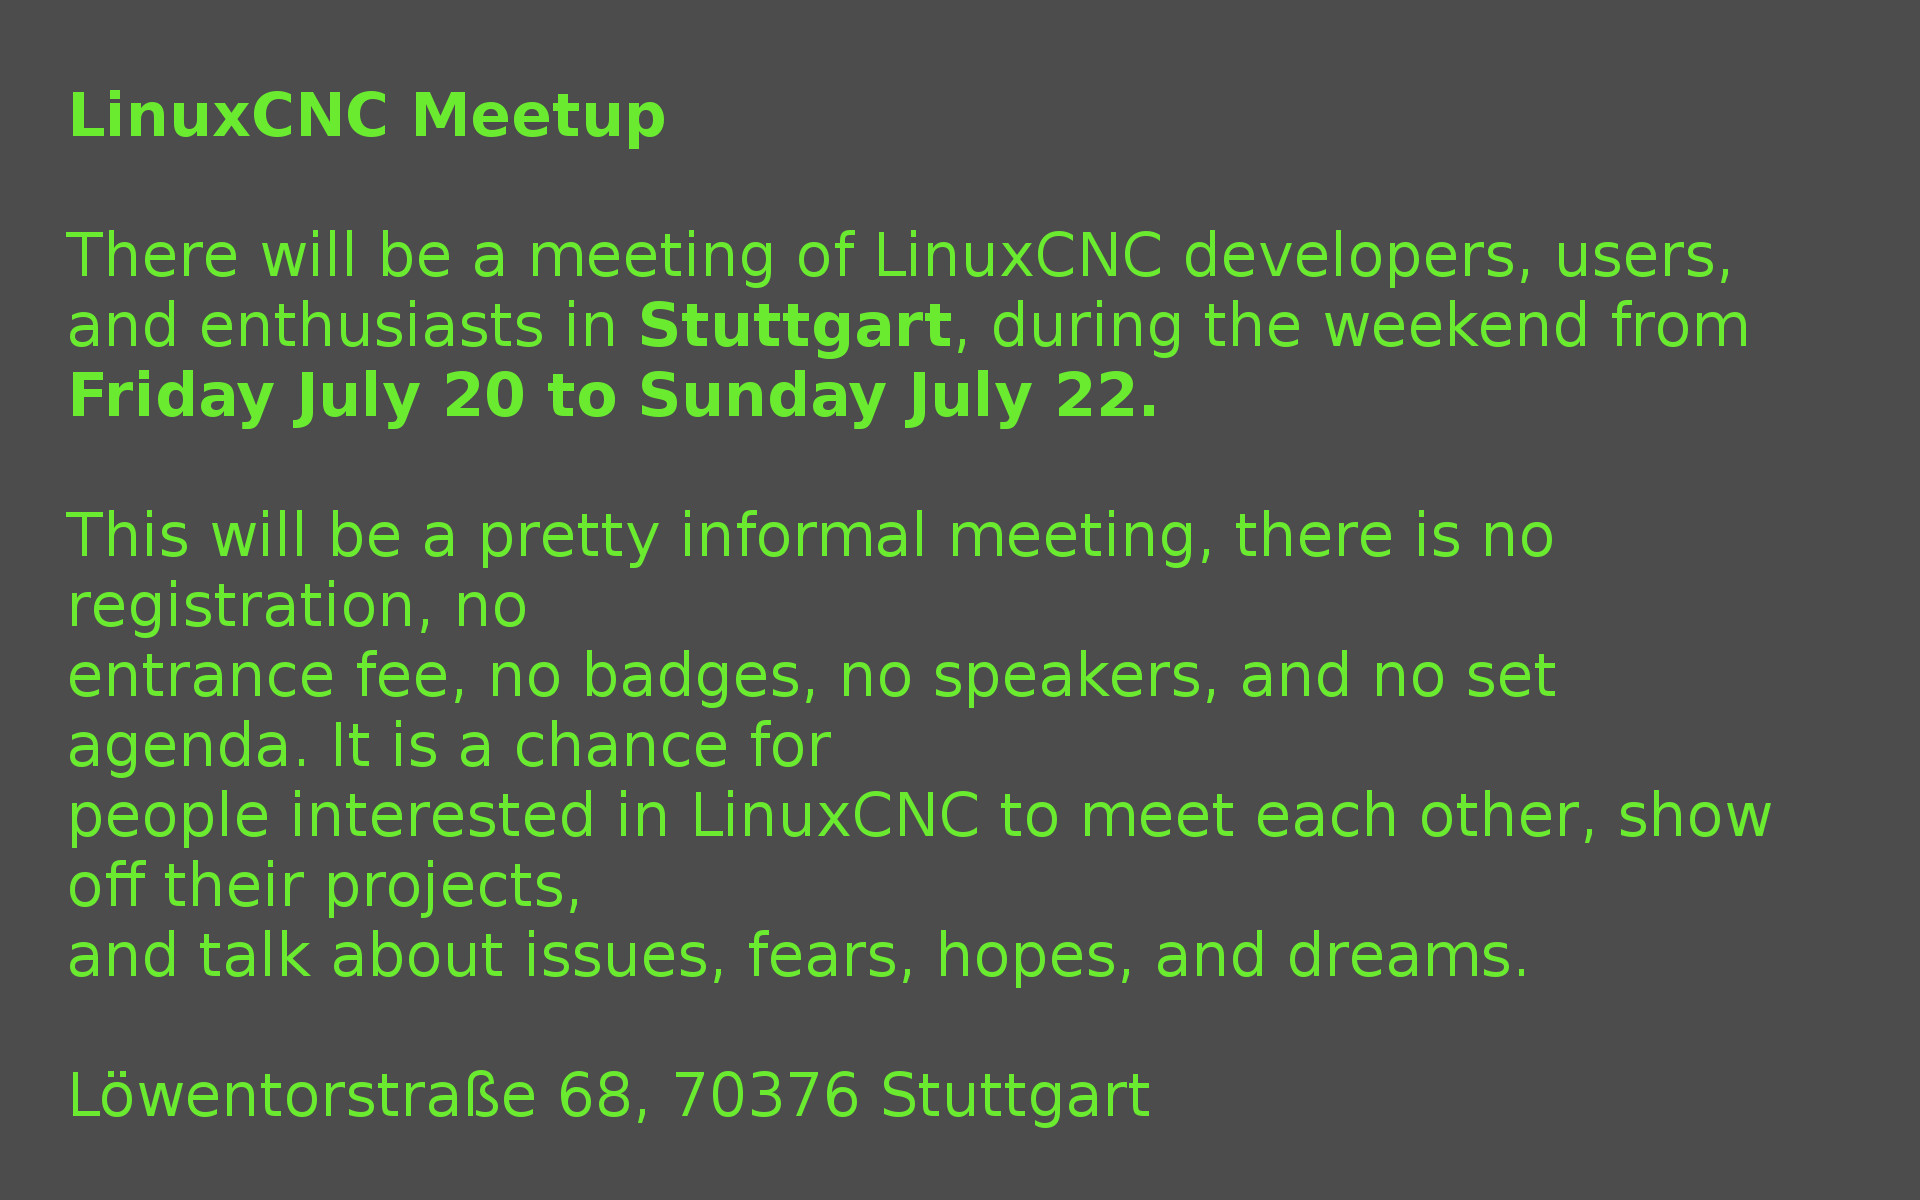 LinuxCNC Meetup
There will be a meeting of LinuxCNC developers, users,
and enthusiasts in Stuttgart, during the weekend from
Friday July 20 to Sunday July 22.
This will be a pretty informal meeting, there is no
registration, no
entrance fee, no badges, no speakers, and no set
agenda. It is a chance for
people interested in LinuxCNC to meet each other, show
off their projects,
and talk about issues, fears, hopes, and dreams.
Löwentorstraße 68, 70376 Stuttgart